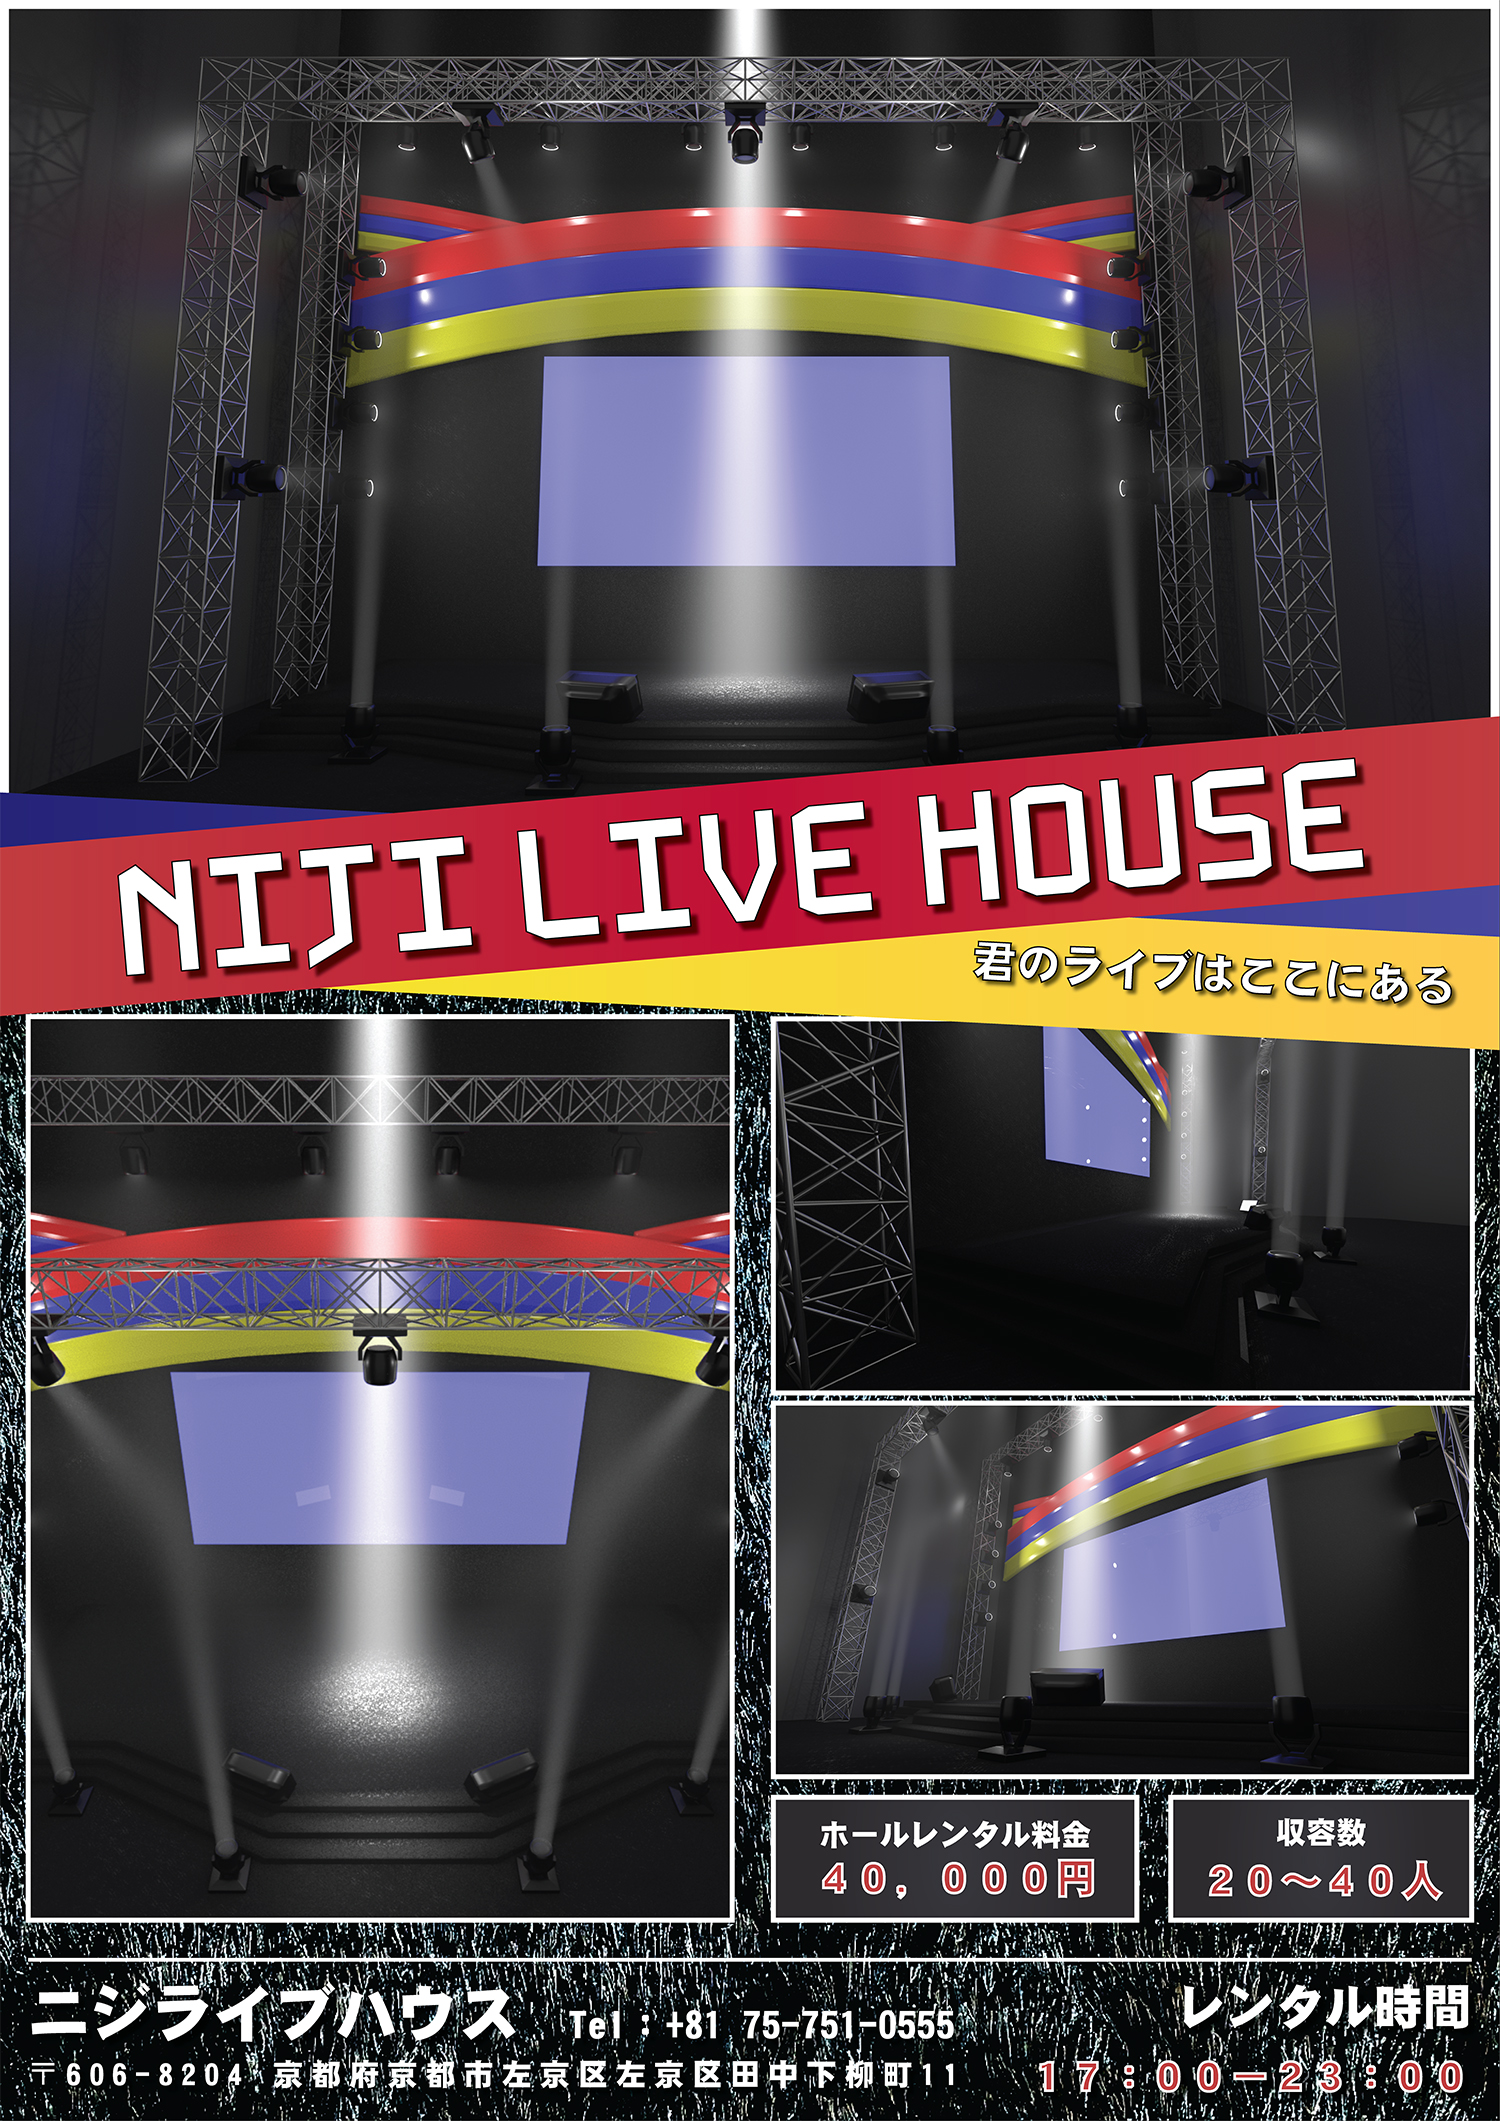 NIJI LIVE HOUSE
君のライブはここにある
ホールレンタル料金
40,000円
収容数
20～40人
ニジライブハウス Tel：+81 75-751-0555
〒606-8204 京都府京都市左京区左京区田中下柳町11
レンタル時間
17：00－23：00